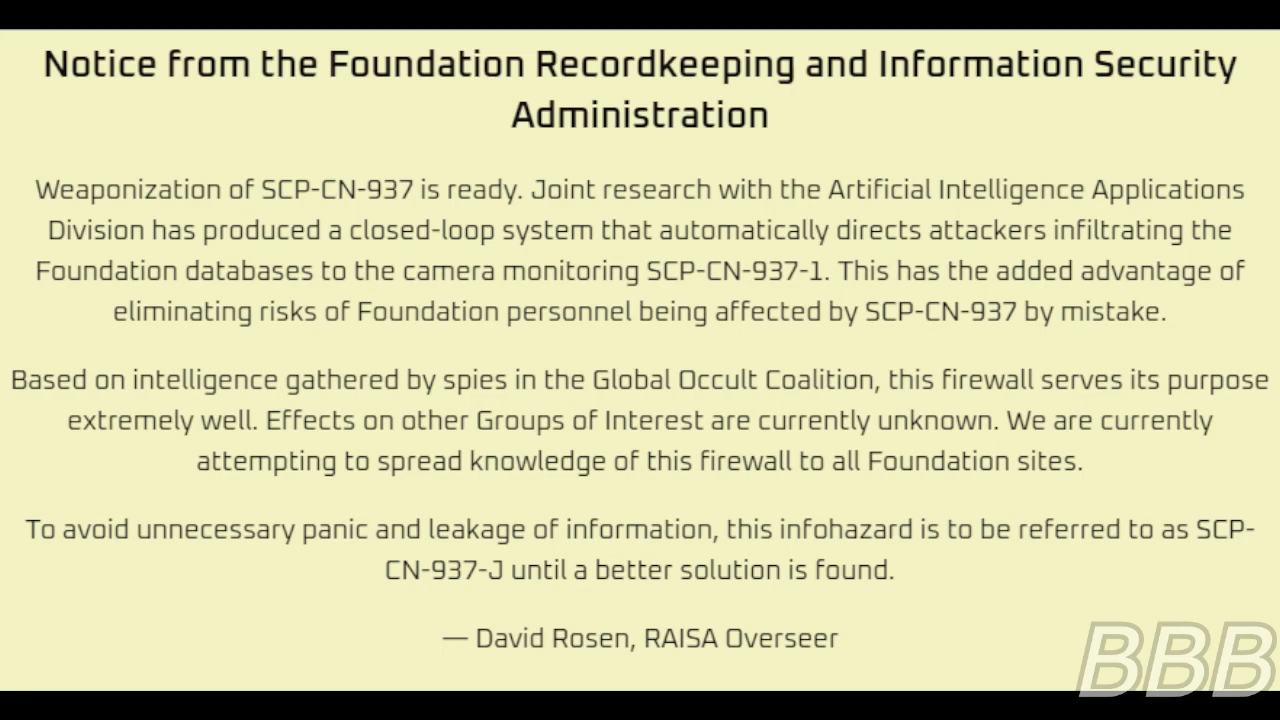 Notice from the Foundation Recordkeeping and Information Security
Administration
Weaponization of SCP-CN-937 is ready. Joint research with the Artificial Intelligence Applications
Division has produced a closed-loop system that automatically directs attackers infiltrating the
Foundation databases to the camera monitoring SCP-CN-937-1. This has the added advantage of
eliminating risks of Foundation personnel being affected by SCP-CN-937 by mistake.
Based on intelligence gathered by spies in the Global Occult Coalition, this firewall serves its purpose
extremely well. Effects on other Groups of Interest are currently unknown. We are currently
attempting to spread knowledge of this firewall to all Foundation sites.
To avoid unnecessary panic and leakage of information, this infohazard is to be referred to as SCP-
CN-937-J until a better solution is found.
— David Rosen, RAISA Overseer
BBB